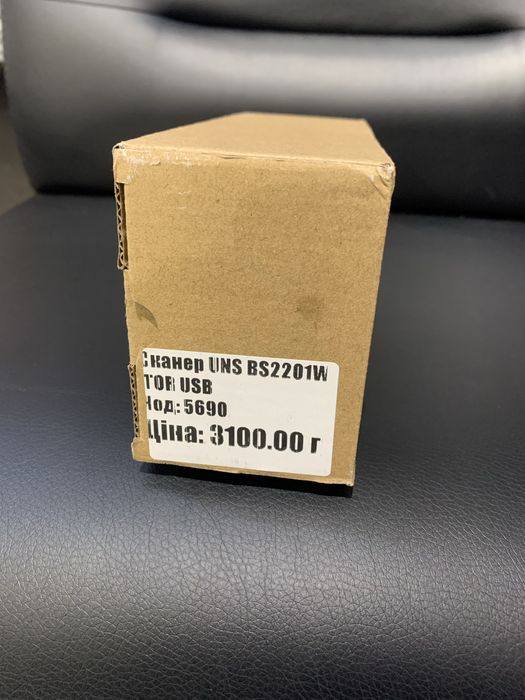 Сканер UNS BS2201W
TOR USB
Код: 5690
Ціна: 3100.00 г